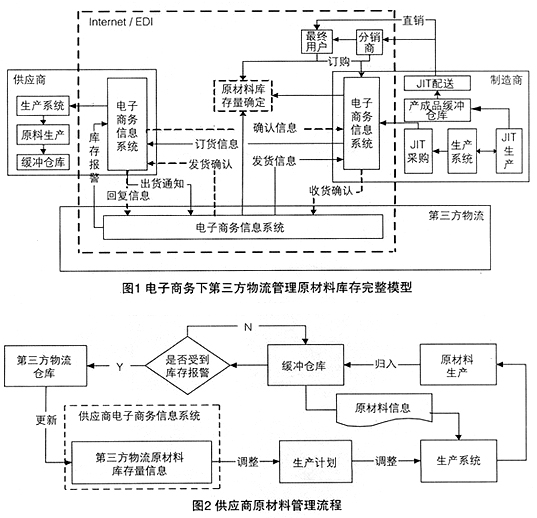 Internet / EDI
直销
最终
用户
分销
商
订购
供应商
制造商
生产系统
原料生产
缓冲仓库
库存报警
电子
商务
信息
系统
原材料库
存量确定
电子
商务
信息
系统
JIT配送
产成品缓冲
仓库
JIT
采购
生产
系统
JIT
生产
确认信息
订货信息
发货确认
发货信息
出货通知
回复信息
收货确认
第三方物流
电子商务信息系统
图1 电子商务下第三方物流管理原材料库存完整模型
N
第三方物流
仓库
Y
是否受到
库存报警
缓冲仓库
归入
原材料
生产
更新
原材料信息
供应商电子商务信息系统
第三方物流原材料
库存量信息
调整
生产计划
调整
生产系统
图2 供应商原材料管理流程